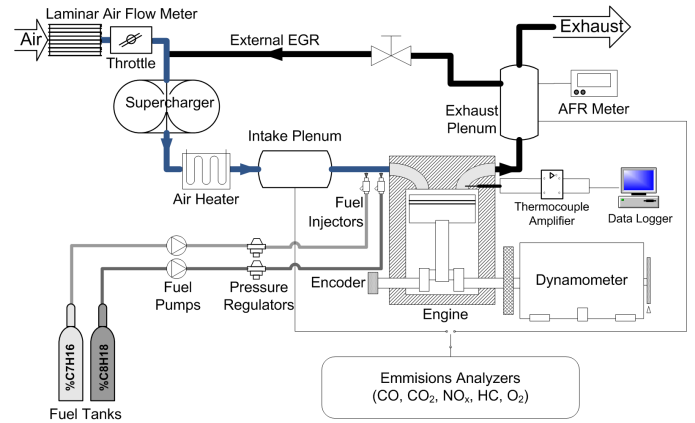 Laminar Air Flow Meter
Air
Throttle
External EGR
Exhaust
Supercharger
Exhaust
Plenum
AFR Meter
Intake Plenum
Air Heater
Fuel
Injectors
Thermocouple
Amplifier
Data Logger
Fuel
Pumps
Pressure
Regulators
Encoder
Dynamometer
Engine
%C7H16
%C8H18
Fuel Tanks
Emmisions Analyzers
(CO, CO₂, NOₓ, HC, O₂)